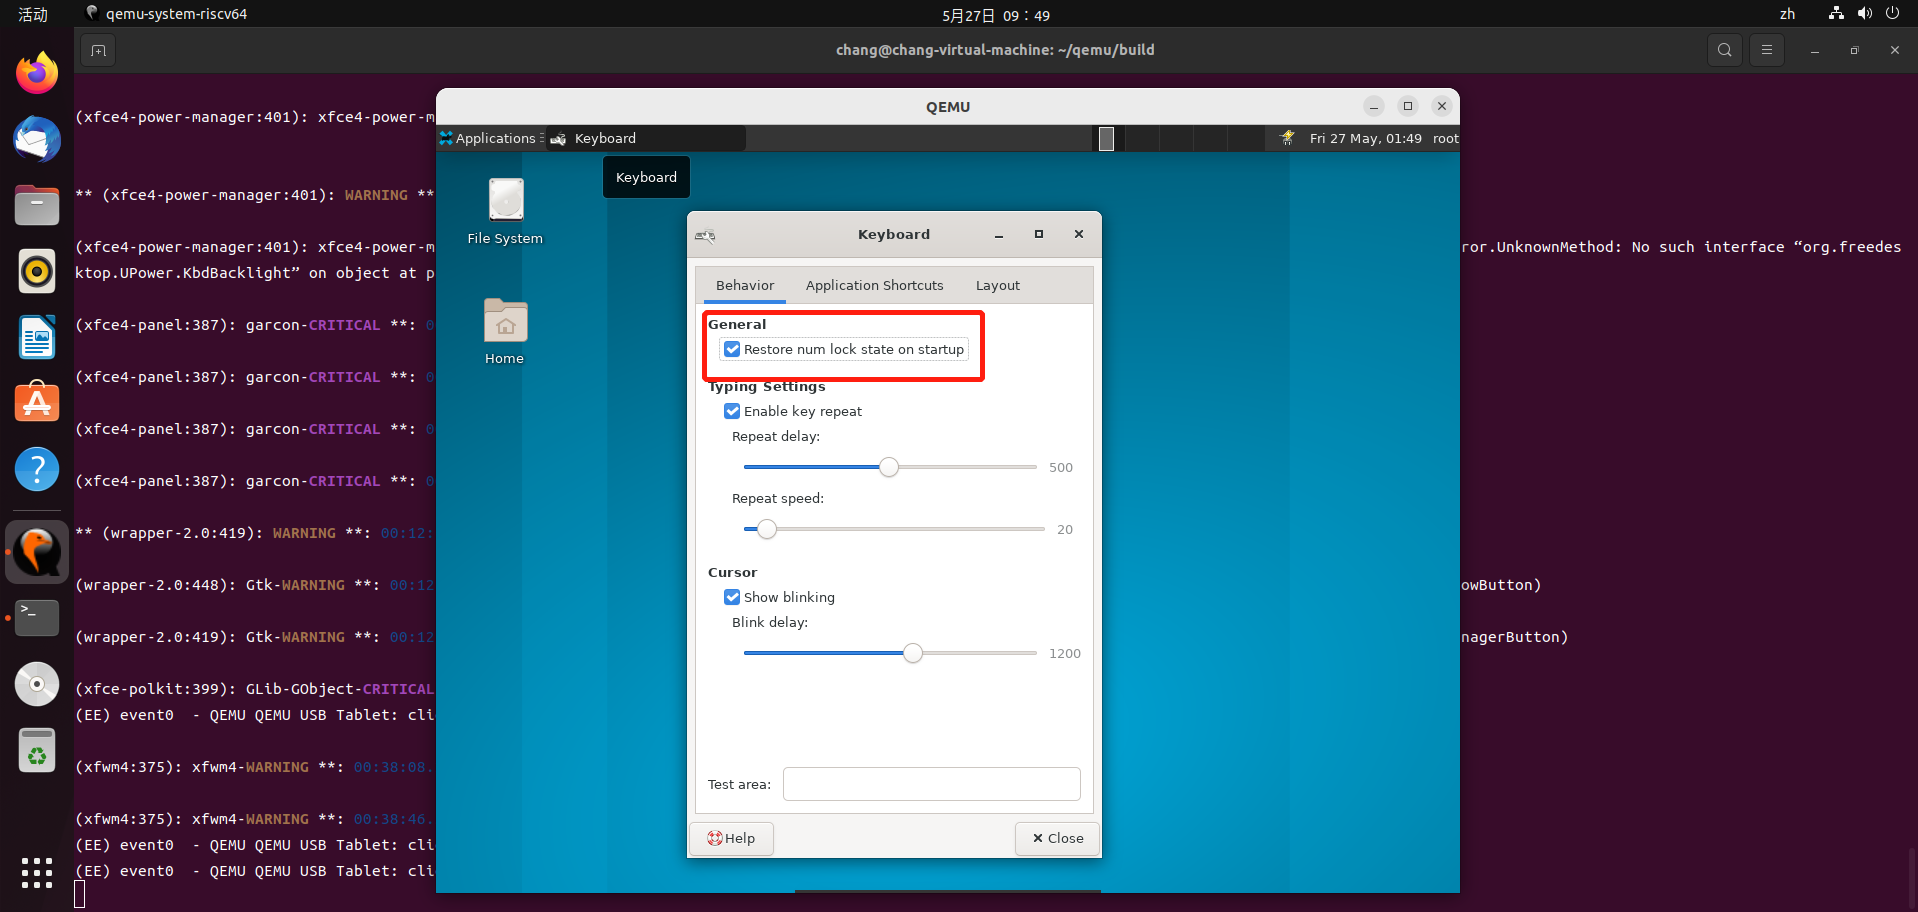 活动
qemu-system-riscv64
5月27日 09：49
zh
chang@chang-virtual-machine: ~/qemu/build
(xfce4-power-manager:401): xfce4-power-m
** (xfce4-power-manager:401): WARNING **
(xfce4-power-manager:401): xfce4-power-m
ror.UnknownMethod: No such interface “org.freedes
ktop.UPower.KbdBacklight” on object at p
(xfce4-panel:387): garcon-CRITICAL **: 0
(xfce4-panel:387): garcon-CRITICAL **: 0
(xfce4-panel:387): garcon-CRITICAL **: 0
(xfce4-panel:387): garcon-CRITICAL **: 0
** (wrapper-2.0:419): WARNING **: 00:12:
(wrapper-2.0:448): Gtk-WARNING **: 00:12
owButton)
(wrapper-2.0:419): Gtk-WARNING **: 00:12
nagerButton)
(xfce-polkit:399): GLib-GObject-CRITICAL
(EE) event0  - QEMU QEMU USB Tablet: cli
(xfwm4:375): xfwm4-WARNING **: 00:38:08.
(xfwm4:375): xfwm4-WARNING **: 00:38:46.
(EE) event0  - QEMU QEMU USB Tablet: cli
(EE) event0  - QEMU QEMU USB Tablet: cli
QEMU
Applications
Keyboard
Fri 27 May, 01:49
root
Keyboard
File System
Home
Keyboard
Behavior
Application Shortcuts
Layout
General
Restore num lock state on startup
Typing Settings
Enable key repeat
Repeat delay:
500
Repeat speed:
20
Cursor
Show blinking
Blink delay:
1200
Test area:
Help
Close